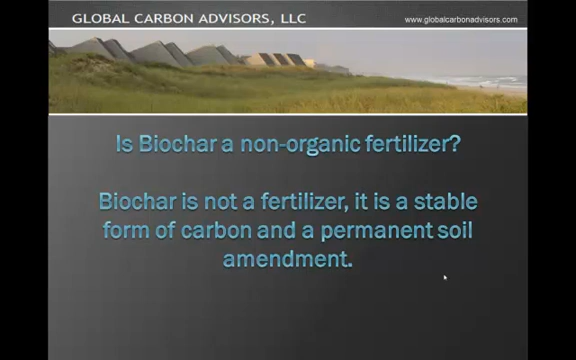 GLOBAL CARBON ADVISORS, LLC
www.globalcarbonadvisors.com
Is Biochar a non-organic fertilizer?
Biochar is not a fertilizer, it is a stable
form of carbon and a permanent soil
amendment.